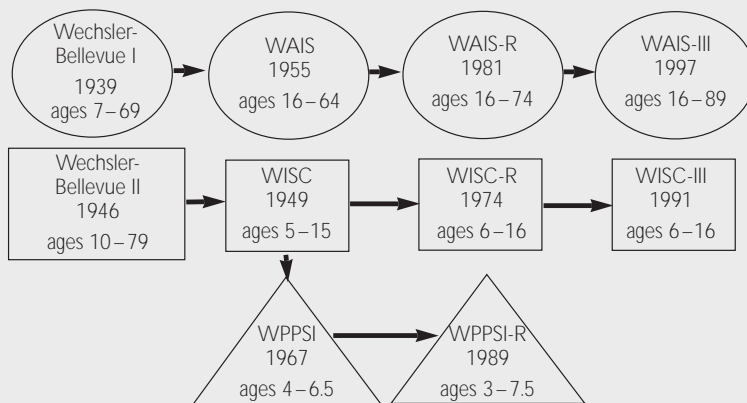 Wechsler-
Bellevue I
1939
ages 7–69
WAIS
1955
ages 16–64
WAIS-R
1981
ages 16–74
WAIS-III
1997
ages 16–89
Wechsler-
Bellevue II
1946
ages 10–79
WISC
1949
ages 5–15
WISC-R
1974
ages 6–16
WISC-III
1991
ages 6–16
WPPSI
1967
ages 4–6.5
WPPSI-R
1989
ages 3–7.5